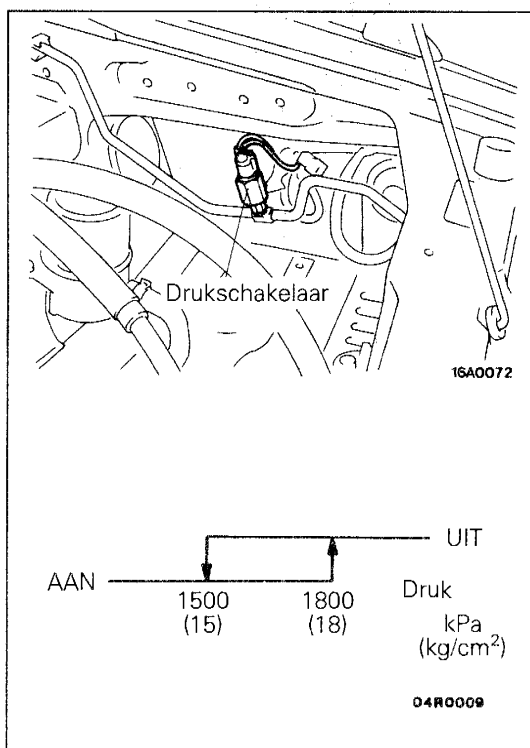 Drukschakelaar
16A0072
UIT
AAN
1500 1800 Druk
(15) (18) kPa
(kg/cm²)
04R0009